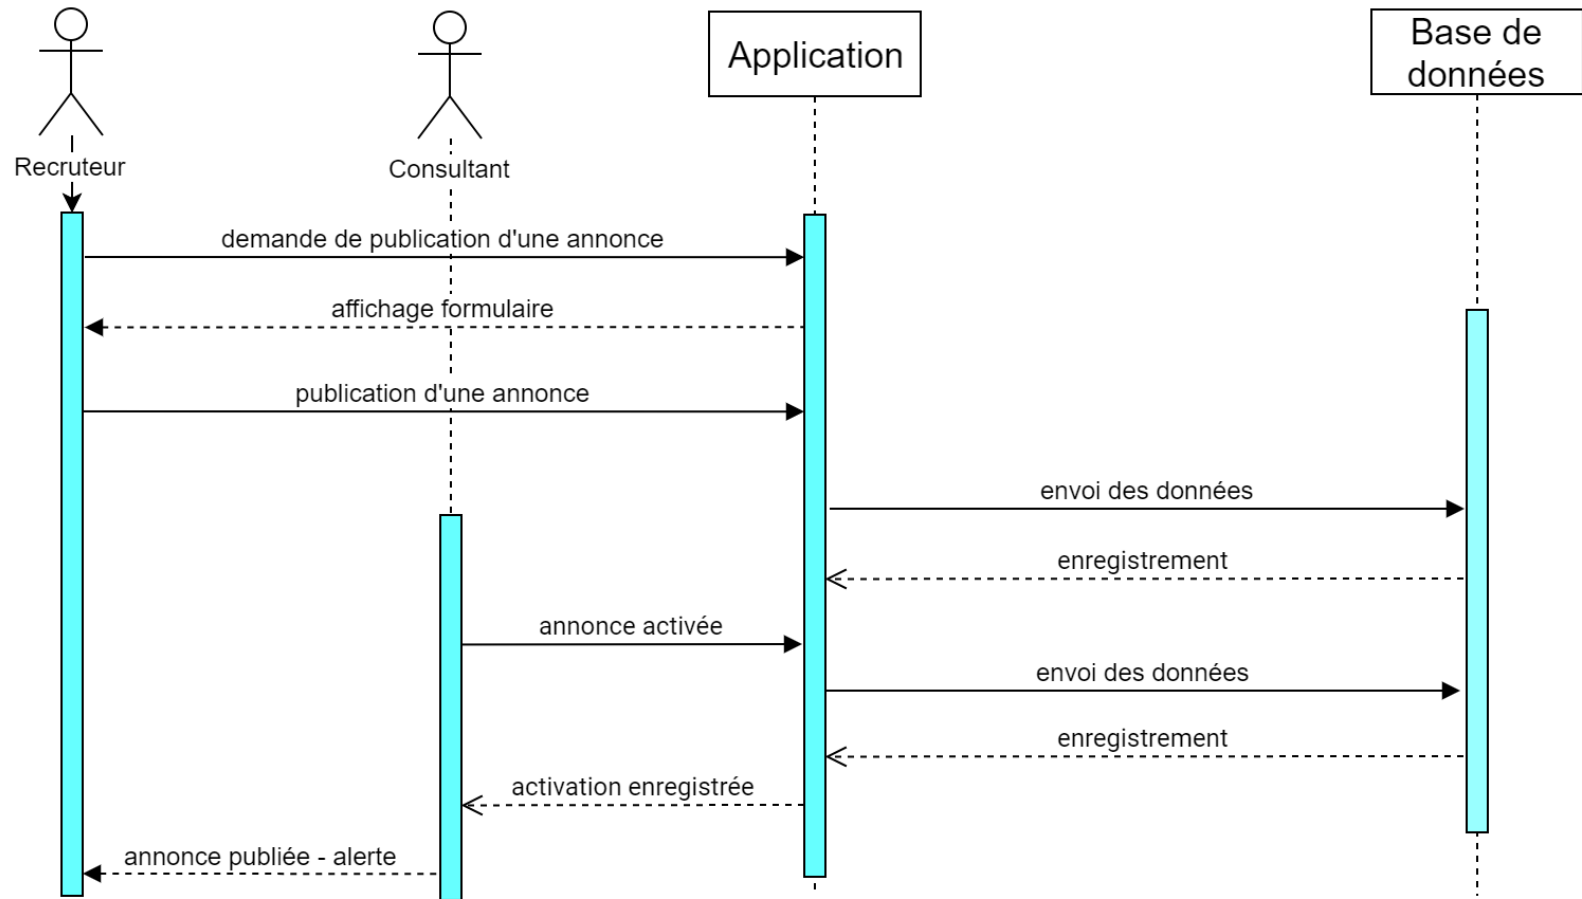 Recruteur
Consultant
Application
Base de
données
demande de publication d'une annonce
affichage formulaire
publication d'une annonce
envoi des données
enregistrement
annonce activée
envoi des données
enregistrement
activation enregistrée
annonce publiée - alerte